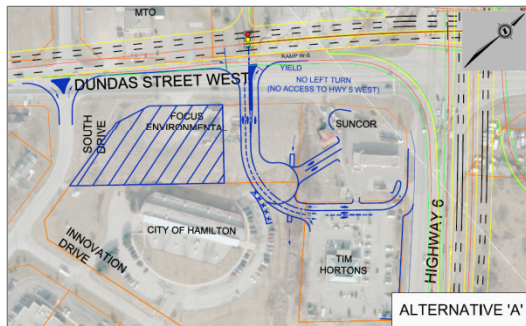 MTO
RAMP W-S
YIELD
DUNDAS STREET WEST
NO LEFT TURN
(NO ACCESS TO HWY 5 WEST)
FOCUS
ENVIRONMENTAL
SUNCOR
SOUTH
DRIVE
CITY OF HAMILTON
INNOVATION
DRIVE
TIM
HORTONS
HIGHWAY 6
ALTERNATIVE 'A'